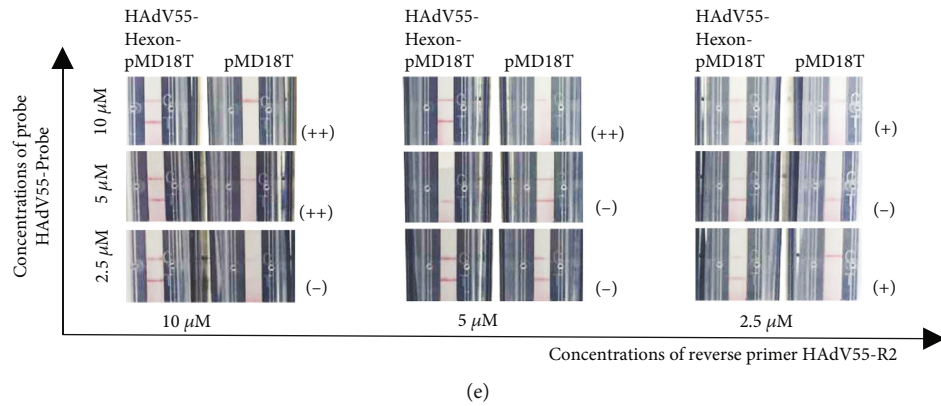 HAdV55-
Hexon-
pMD18T pMD18T
HAdV55-
Hexon-
pMD18T pMD18T
HAdV55-
Hexon-
pMD18T pMD18T
Concentrations of probe
HAdV55-Probe
10 μM
(++)
(++)
(+)
5 μM
(++)
(–)
(–)
2.5 μM
(–)
(–)
(+)
10 μM
5 μM
2.5 μM
Concentrations of reverse primer HAdV55-R2
(e)